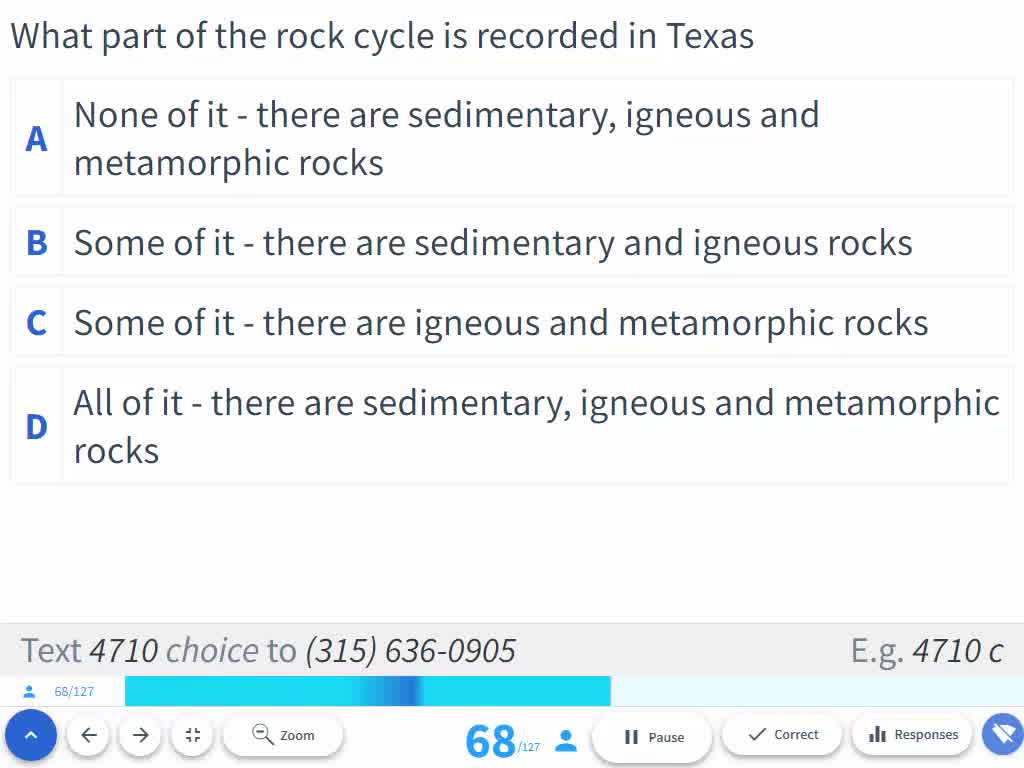 What part of the rock cycle is recorded in Texas
A
None of it - there are sedimentary, igneous and
metamorphic rocks
B
Some of it - there are sedimentary and igneous rocks
C
Some of it - there are igneous and metamorphic rocks
D
All of it - there are sedimentary, igneous and metamorphic
rocks
Text 4710 choice to (315) 636-0905
E.g. 4710 c
68/127
Zoom
68/127
Pause
Correct
Responses